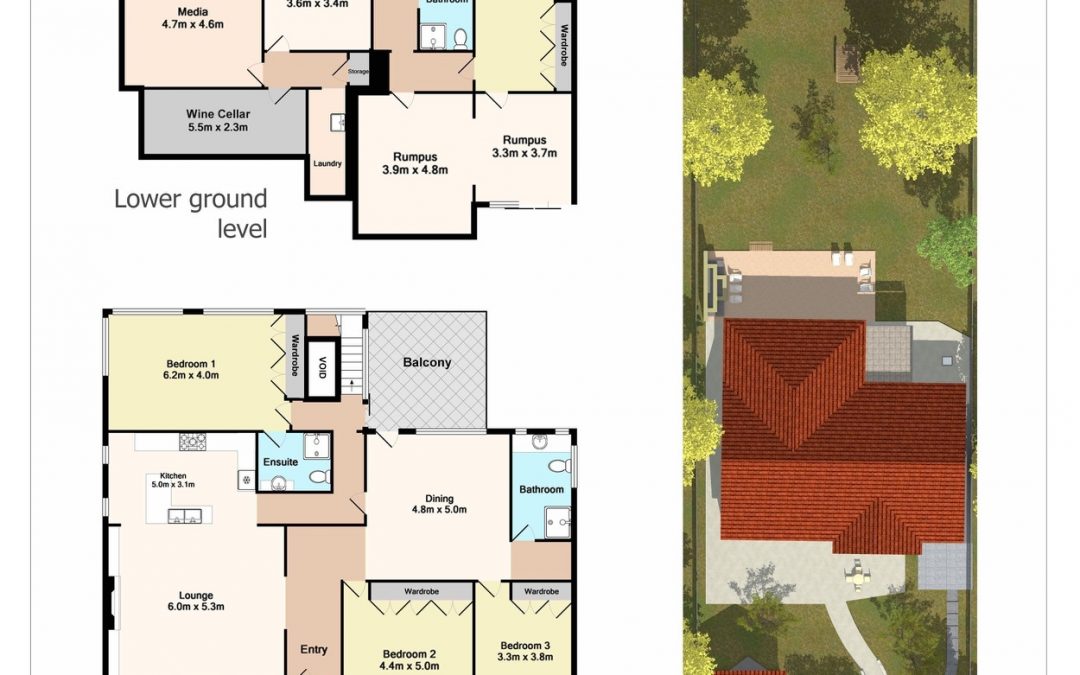 3.6m x 3.4m
Bathroom
Media
4.7m x 4.6m
Wardrobe
Storage
Wine Cellar
5.5m x 2.3m
Rumpus
3.3m x 3.7m
Rumpus
3.9m x 4.8m
Laundry
Lower ground
level
Bedroom 1
6.2m x 4.0m
Wardrobe
VOID
Balcony
Ensuite
Kitchen
5.0m x 3.1m
Bathroom
Dining
4.8m x 5.0m
Wardrobe
Wardrobe
Lounge
6.0m x 5.3m
Entry
Bedroom 2
4.4m x 5.0m
Bedroom 3
3.3m x 3.8m